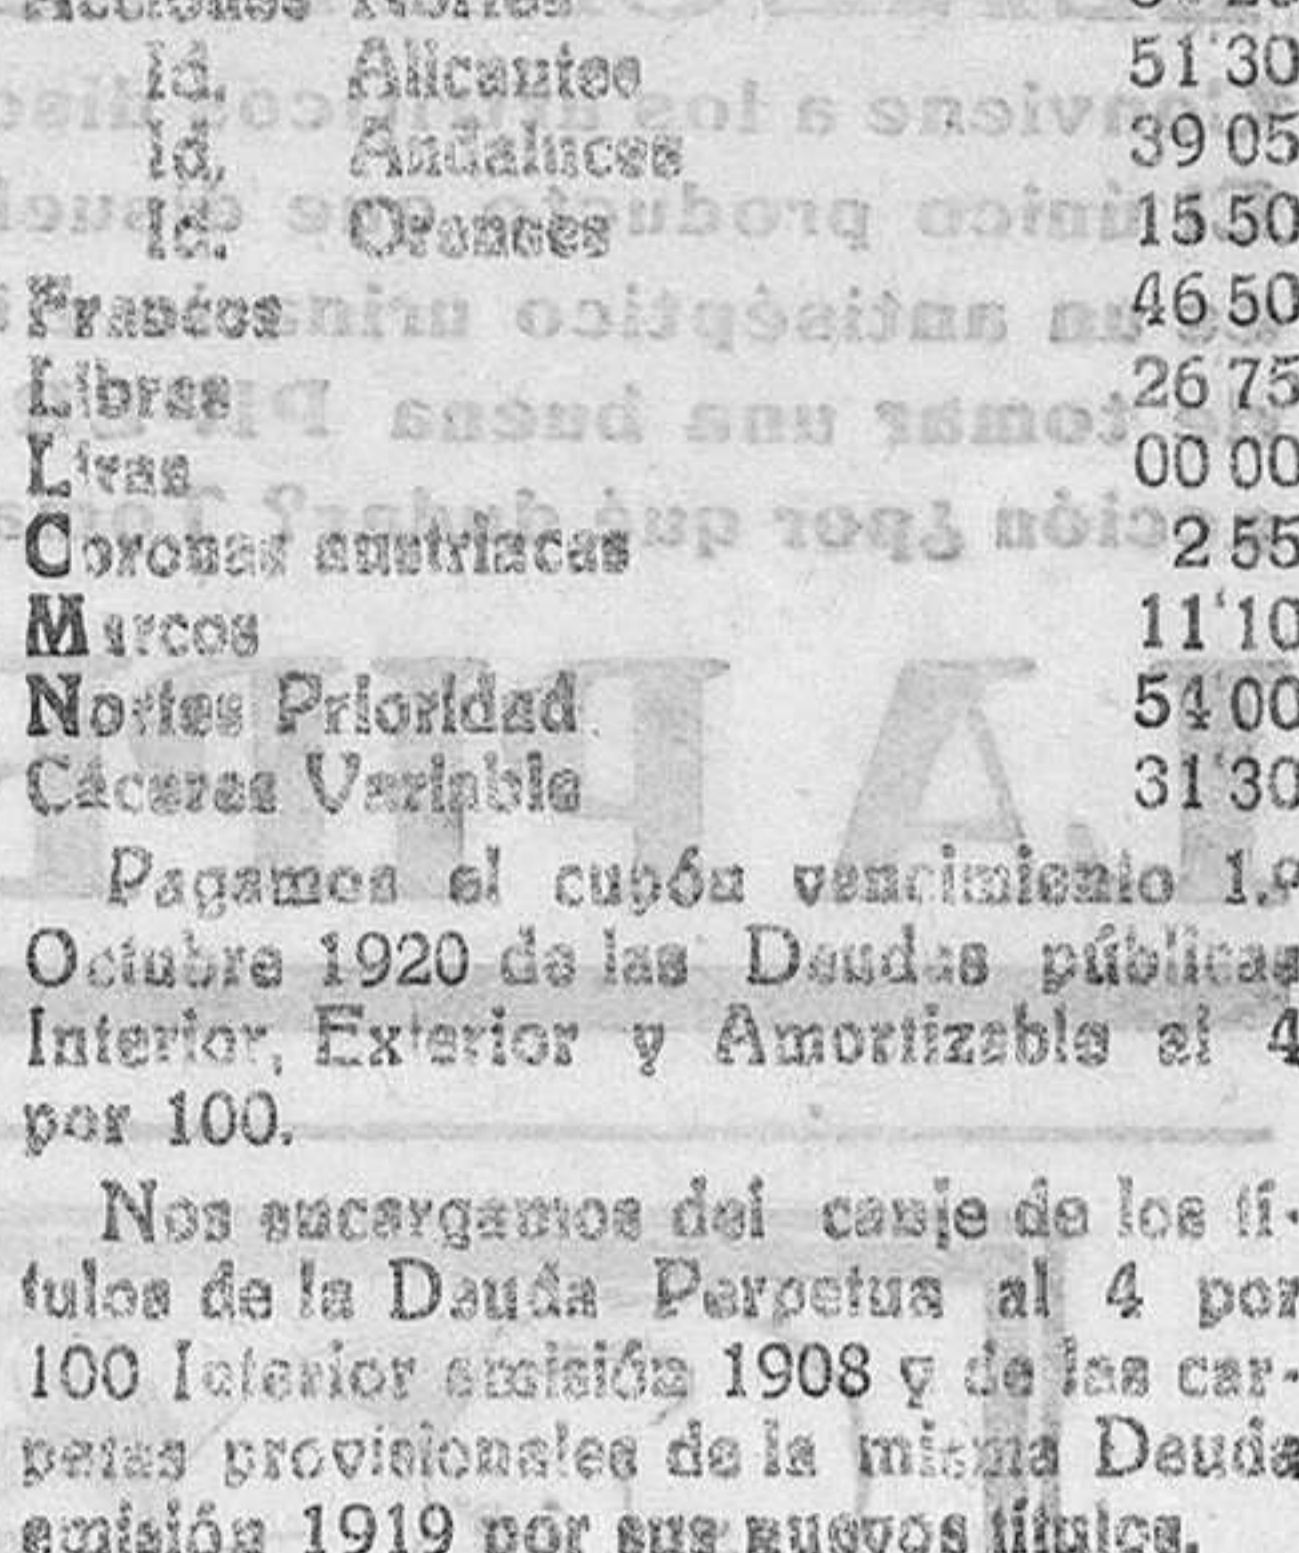 Acciones Nortes
id. Alicantes 51'30
id. Andaluces 39 05
Id. Orenses 15 50
Francos 46 50
Libras 26 75
Liras 00 00
Coronas austriacas 2 55
Marcos 11'10
Nortes Prioridad 54'00
Cáceres Variable 31'30
Pagamos el cupón vencimiento 1.º
Octubre 1920 de las Deudas públicas
Interior, Exterior y Amortizable al 4
por 100.
Nos encargamos del canje de los tí-
tulos de la Deuda Perpetua al 4 por
100 Interior emisión 1908 y de las car-
petas provisionales de la misma Deuda
emisión 1919 por sus nuevos títulos.